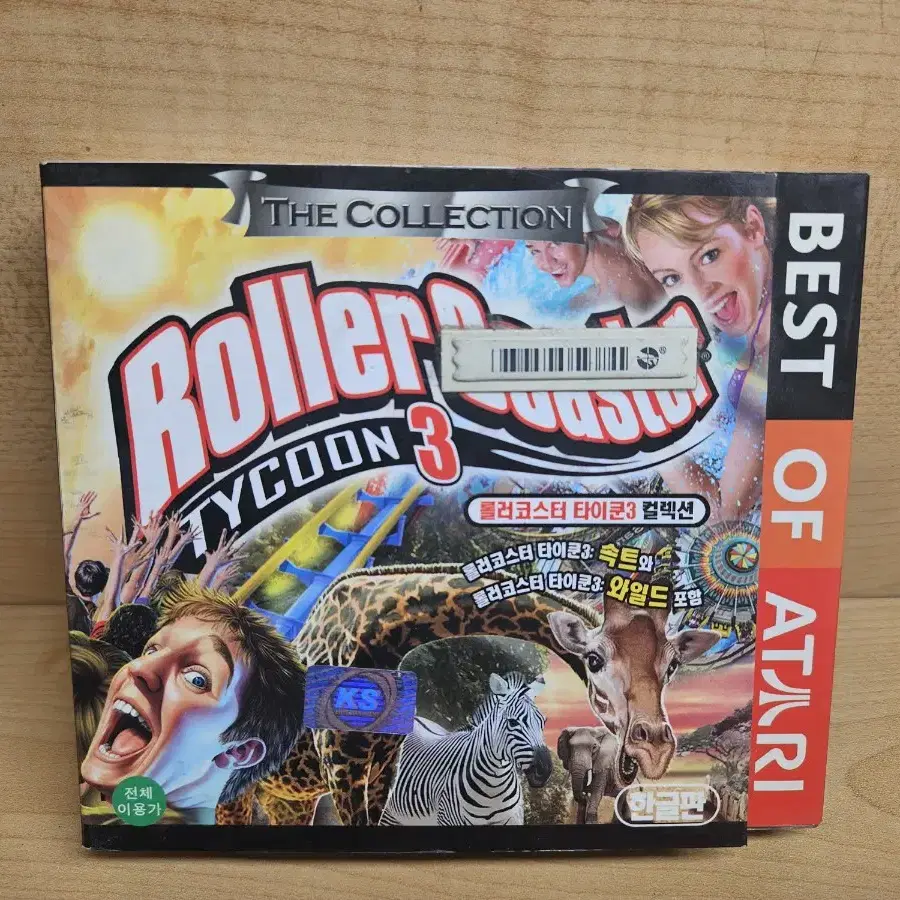 THE COLLECTION
Roller Coaster
TYCOON 3
롤러코스터 타이쿤3 컬렉션
롤러코스터 타이쿤3: 속트와
롤러코스터 타이쿤3: 와일드 포함
KS
전체
이용가
한글판
BEST OF ATARI